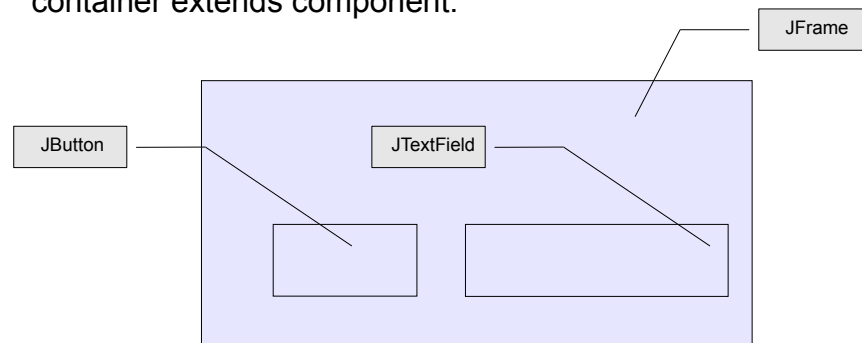 container extends component.
JFrame
JButton
JTextField